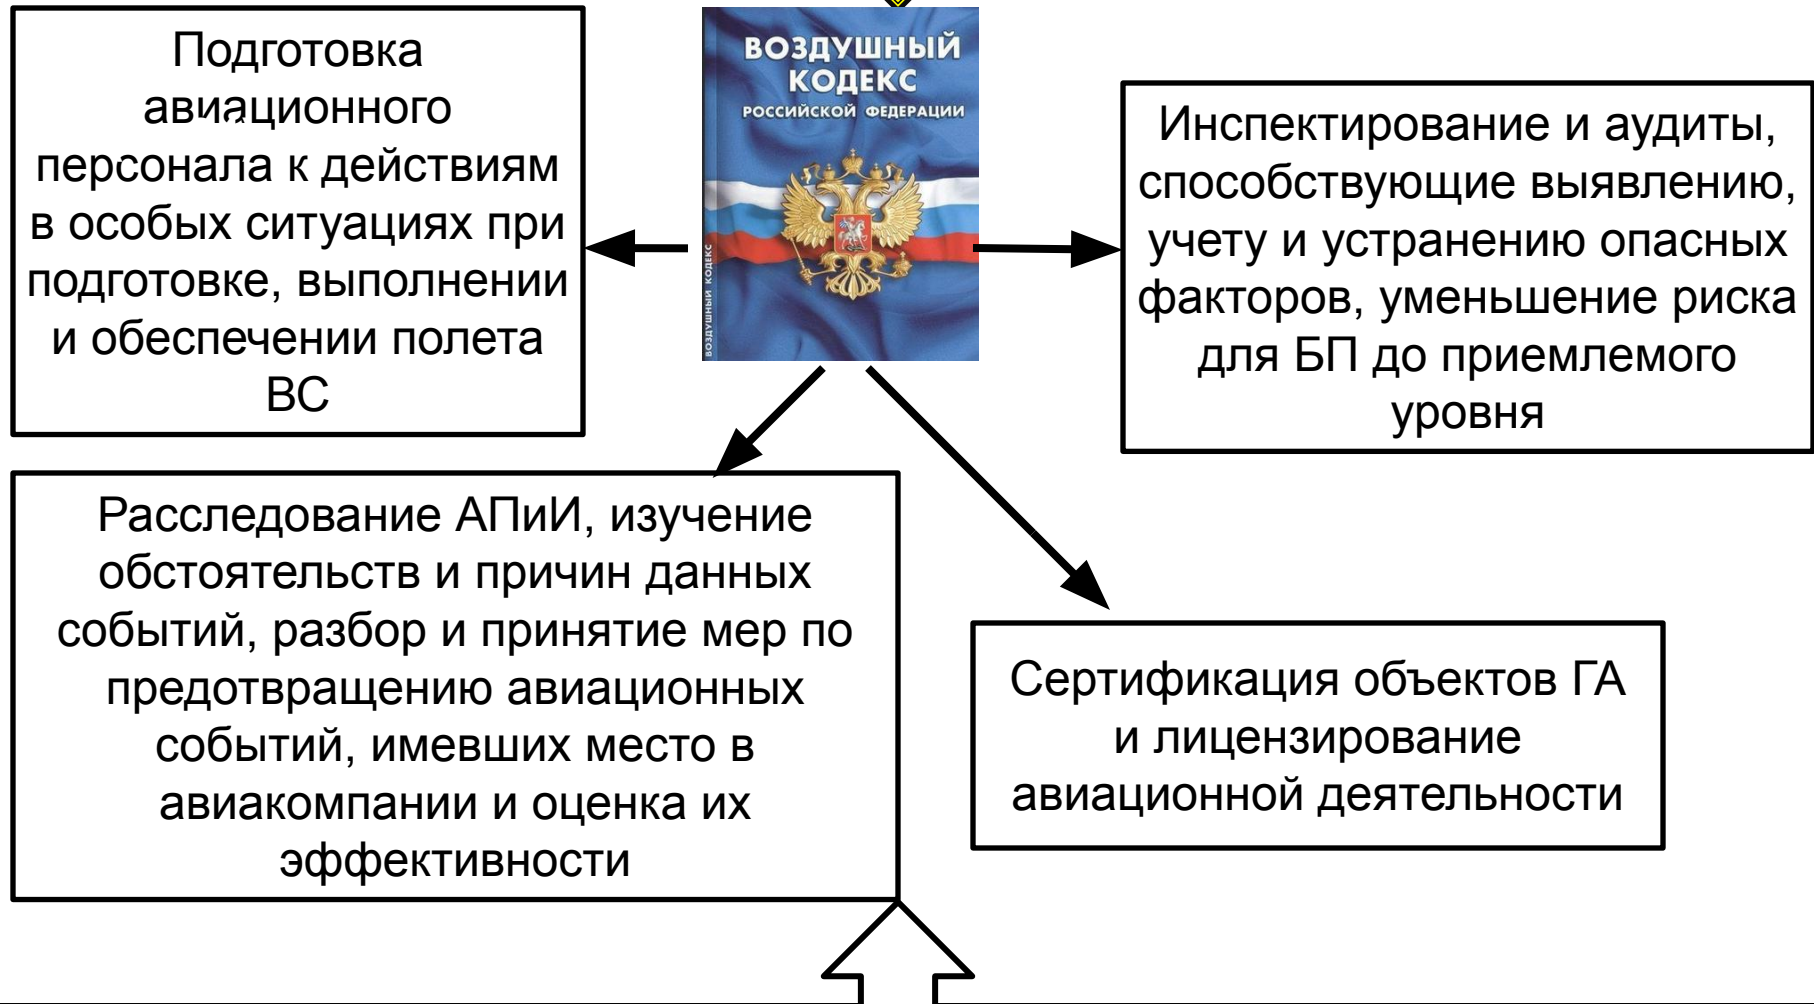 Подготовка
авиационного
персонала к действиям
в особых ситуациях при
подготовке, выполнении
и обеспечении полета
ВС
ВОЗДУШНЫЙ
КОДЕКС
РОССИЙСКОЙ ФЕДЕРАЦИИ
ВОЗДУШНЫЙ КОДЕКС
Инспектирование и аудиты,
способствующие выявлению,
учету и устранению опасных
факторов, уменьшение риска
для БП до приемлемого
уровня
Расследование АПиИ, изучение
обстоятельств и причин данных
событий, разбор и принятие мер по
предотвращению авиационных
событий, имевших место в
авиакомпании и оценка их
эффективности
Сертификация объектов ГА
и лицензирование
авиационной деятельности